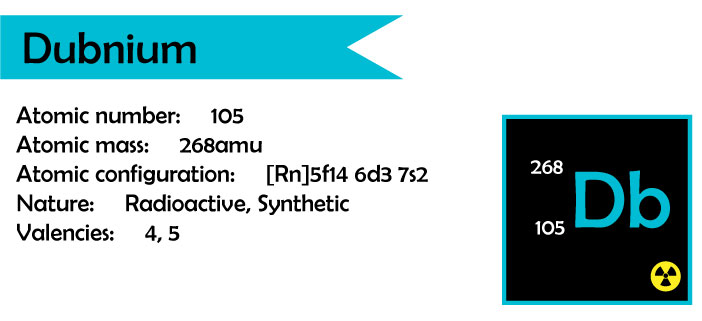 Dubnium
Atomic number: 105
Atomic mass: 268amu
Atomic configuration: [Rn]5f14 6d3 7s2
Nature: Radioactive, Synthetic
Valencies: 4, 5
268
Db
105